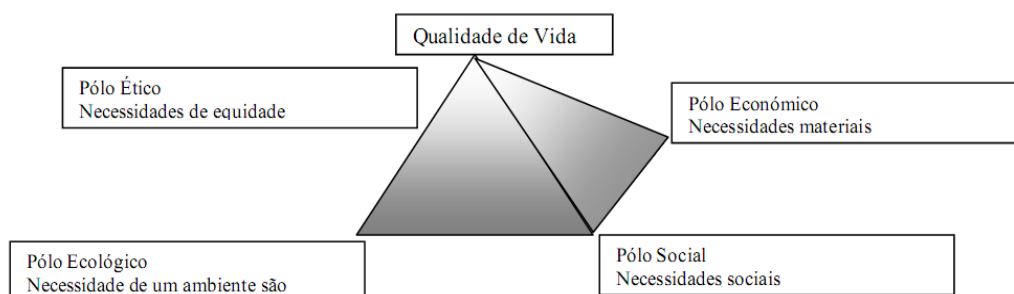 Qualidade de Vida
Pólo Ético
Necessidades de equidade
Pólo Económico
Necessidades materiais
Pólo Ecológico
Necessidade de um ambiente são
Pólo Social
Necessidades sociais